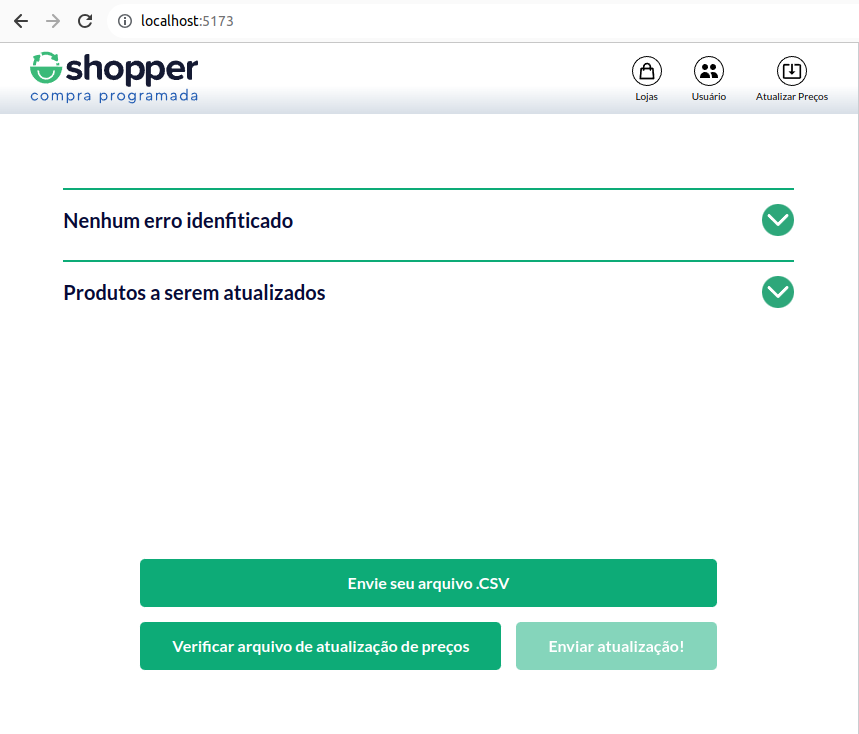 localhost:5173
shopper
compra programada
Lojas
Usuário
Atualizar Preços
Nenhum erro idenfiticado
Produtos a serem atualizados
Envie seu arquivo .CSV
Verificar arquivo de atualização de preços
Enviar atualização!